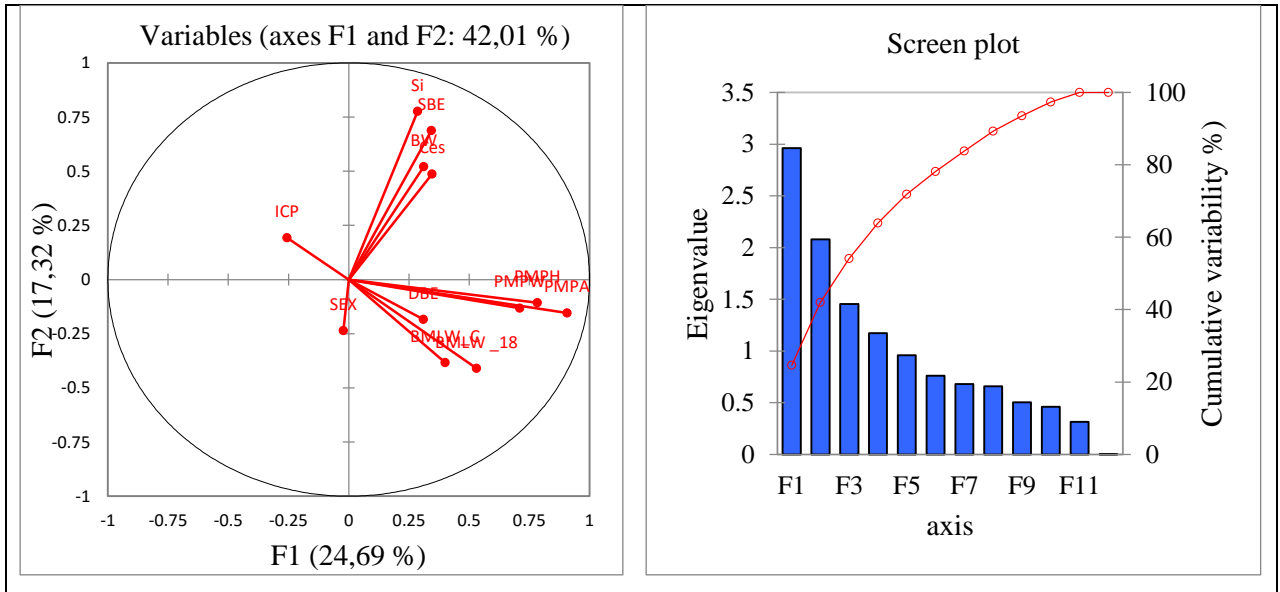 Variables (axes F1 and F2: 42,01 %)
Si
SBE
BW
Ces
ICP
PMPH
PMPW
PMPA
DBE
SEX
BMLW_C
BMLW _18
1
0.75
0.5
0.25
0
-0.25
-0.5
-0.75
-1
-1
-0.75
-0.5
-0.25
0
0.25
0.5
0.75
1
F2 (17,32 %)
F1 (24,69 %)
Screen plot
3.5
3
2.5
2
1.5
1
0.5
0
100
80
60
40
20
0
Eigenvalue
Cumulative variability %)
F1
F3
F5
F7
F9
F11
axis